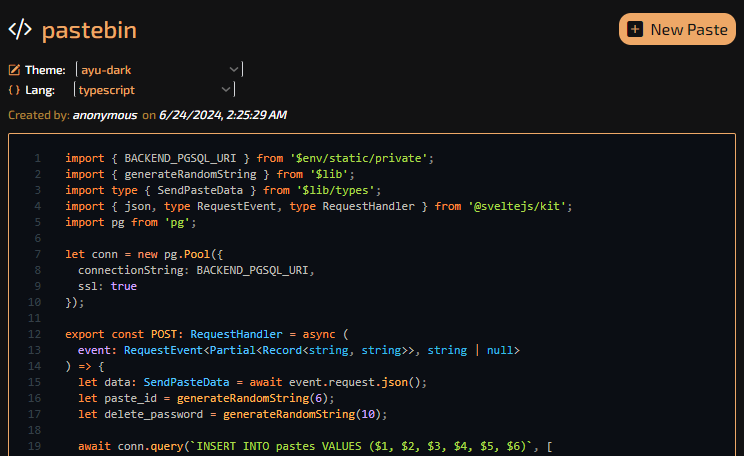 </> pastebin
+ New Paste
Theme: ayu-dark
{ } Lang: typescript
Created by: anonymous on 6/24/2024, 2:25:29 AM
1 import { BACKEND_PGSQL_URI } from '$env/static/private';
2 import { generateRandomString } from '$lib';
3 import type { SendPasteData } from '$lib/types';
4 import { json, type RequestEvent, type RequestHandler } from '@sveltejs/kit';
5 import pg from 'pg';
6
7 let conn = new pg.Pool({
8   connectionString: BACKEND_PGSQL_URI,
9   ssl: true
10 });
11
12 export const POST: RequestHandler = async (
13   event: RequestEvent<Partial<Record<string, string>>, string | null>
14 ) => {
15   let data: SendPasteData = await event.request.json();
16   let paste_id = generateRandomString(6);
17   let delete_password = generateRandomString(10);
18
19   await conn.query(`INSERT INTO pastes VALUES ($1, $2, $3, $4, $5, $6)`, [